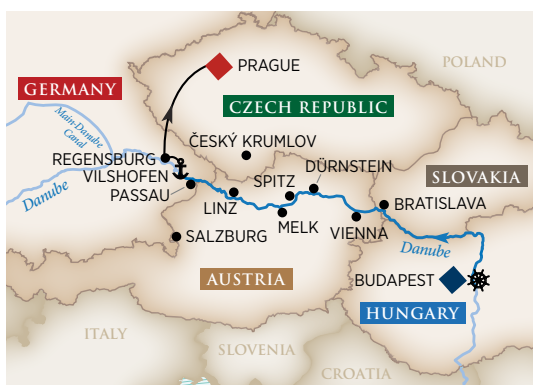 POLAND
PRAGUE
GERMANY
CZECH REPUBLIC
Main-Danube
Canal
ČESKÝ KRUMLOV
REGENSBURG
VILSHOFEN
PASSAU
DÜRNSTEIN
SPITZ
SLOVAKIA
Danube
LINZ
BRATISLAVA
MELK
VIENNA
SALZBURG
Danube
AUSTRIA
BUDAPEST
HUNGARY
ITALY
SLOVENIA
CROATIA